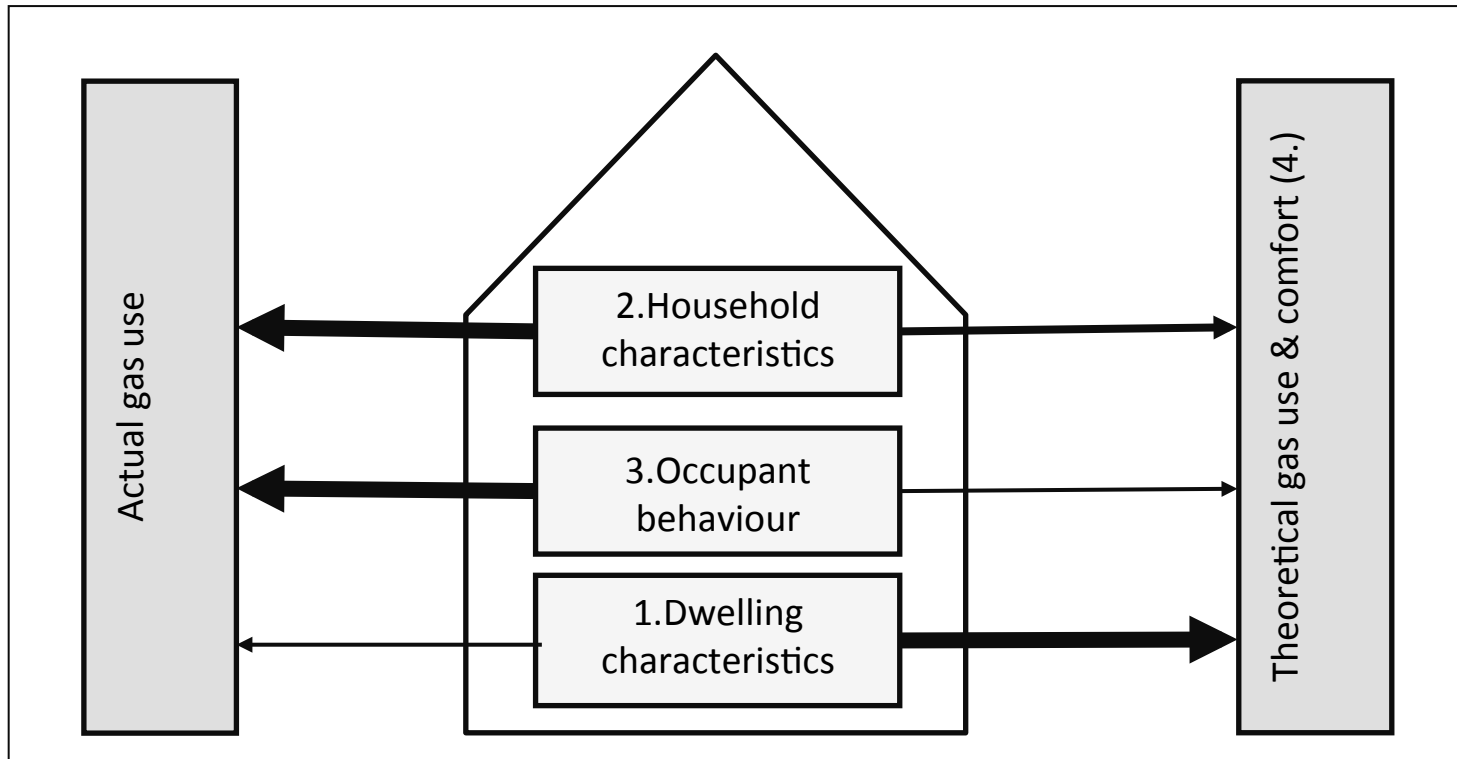 Actual gas use
2.Household
characteristics
3.Occupant
behaviour
1.Dwelling
characteristics
Theoretical gas use & comfort (4.)